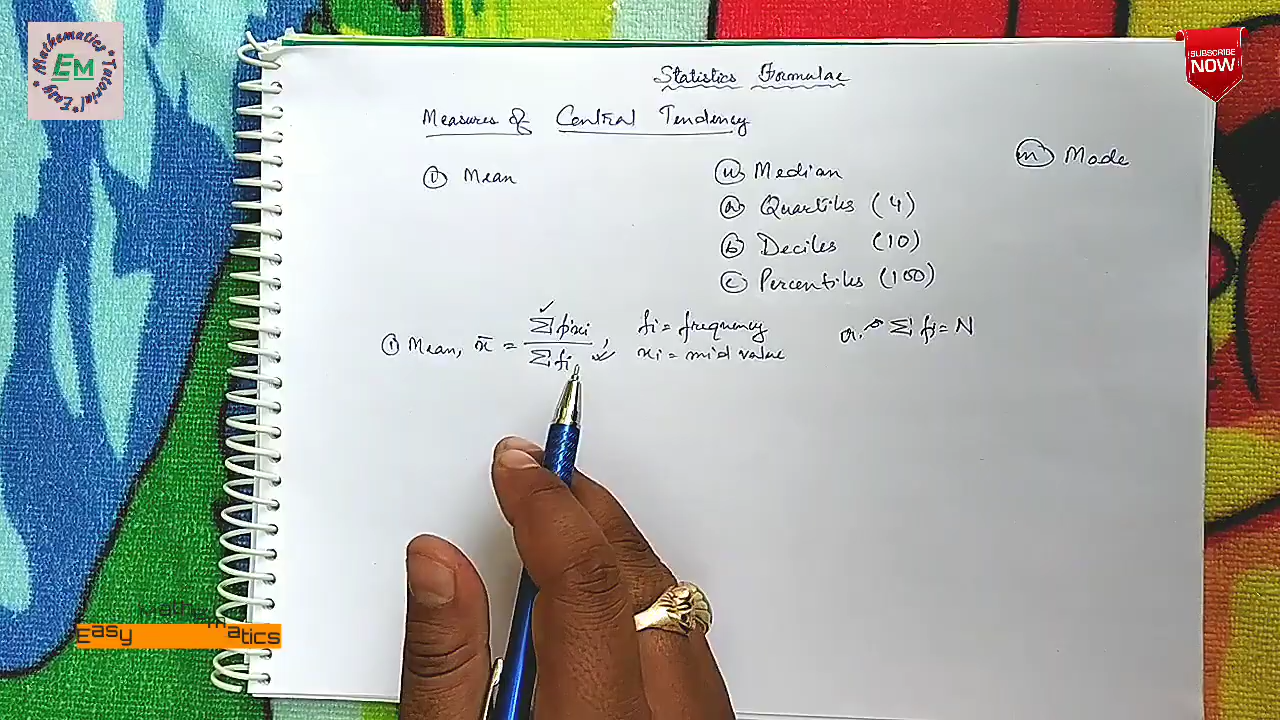 Mathematics Tutorial Easy
EM
SUBSCRIBE
NOW
Statistics Formulae
Measures of Central Tendency
(i) Mean
(ii) Median
(iii) Mode
(a) Quartiles (4)
(b) Deciles (10)
(c) Percentiles (100)
(i) Mean, x̄ = Σfixi / Σfi , fi = frequency or Σfi = N
xi = mid value
Easy Mathematics